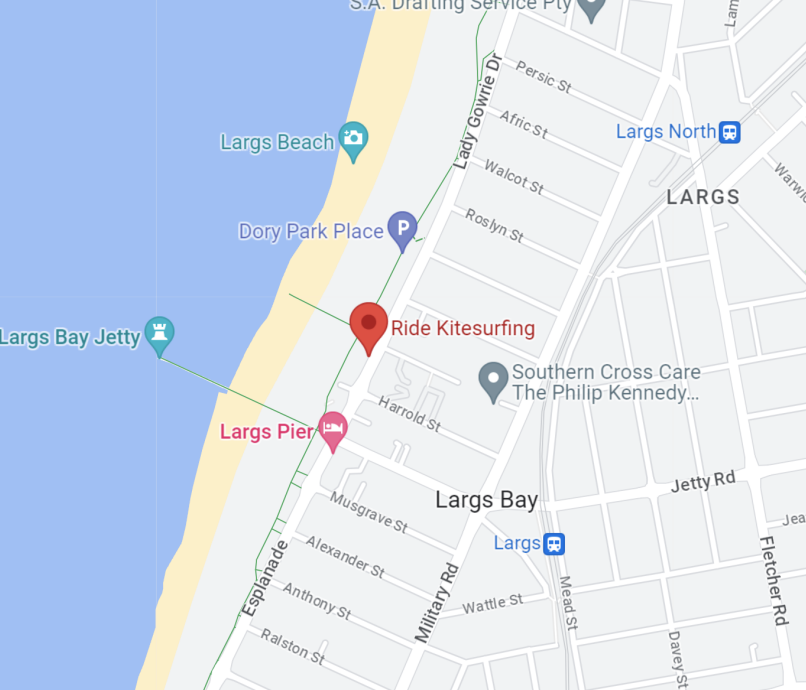 S.A. Drafting Service Pty
Lady Gowrie Dr
Persic St
Afric St
Largs Beach
Largs North
Walcot St
LARGS
Dory Park Place
P
Roslyn St
Ride Kitesurfing
Largs Bay Jetty
Southern Cross Care
The Philip Kennedy...
Harrold St
Largs Pier
Jetty Rd
Largs Bay
Musgrave St
Largs
Alexander St
Fletcher Rd
Esplanade
Anthony St
Military Rd
Wattle St
Mead St
Ralston St
Davey St